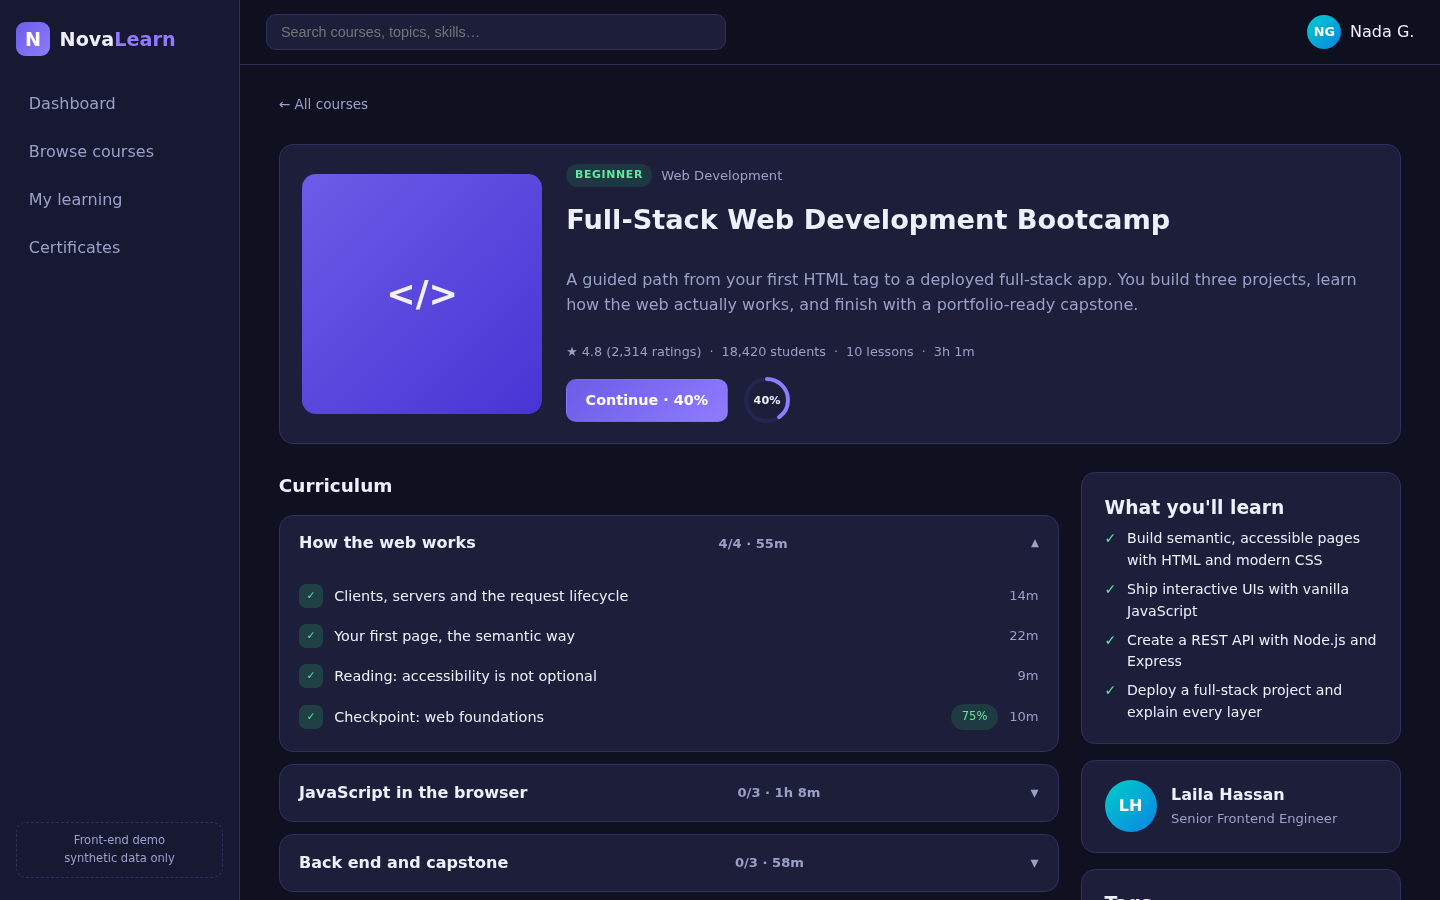 N NovaLearn
Search courses, topics, skills…
NG Nada G.
Dashboard
Browse courses
My learning
Certificates
Front-end demo
synthetic data only
← All courses
</>
BEGINNER Web Development
Full-Stack Web Development Bootcamp
A guided path from your first HTML tag to a deployed full-stack app. You build three projects, learn
how the web actually works, and finish with a portfolio-ready capstone.
★ 4.8 (2,314 ratings) · 18,420 students · 10 lessons · 3h 1m
Continue · 40% 40%
Curriculum
How the web works 4/4 · 55m ▲
✓ Clients, servers and the request lifecycle 14m
✓ Your first page, the semantic way 22m
✓ Reading: accessibility is not optional 9m
✓ Checkpoint: web foundations 75% 10m
JavaScript in the browser 0/3 · 1h 8m ▼
Back end and capstone 0/3 · 58m ▼
What you'll learn
✓ Build semantic, accessible pages
with HTML and modern CSS
✓ Ship interactive UIs with vanilla
JavaScript
✓ Create a REST API with Node.js and
Express
✓ Deploy a full-stack project and
explain every layer
LH Laila Hassan
Senior Frontend Engineer